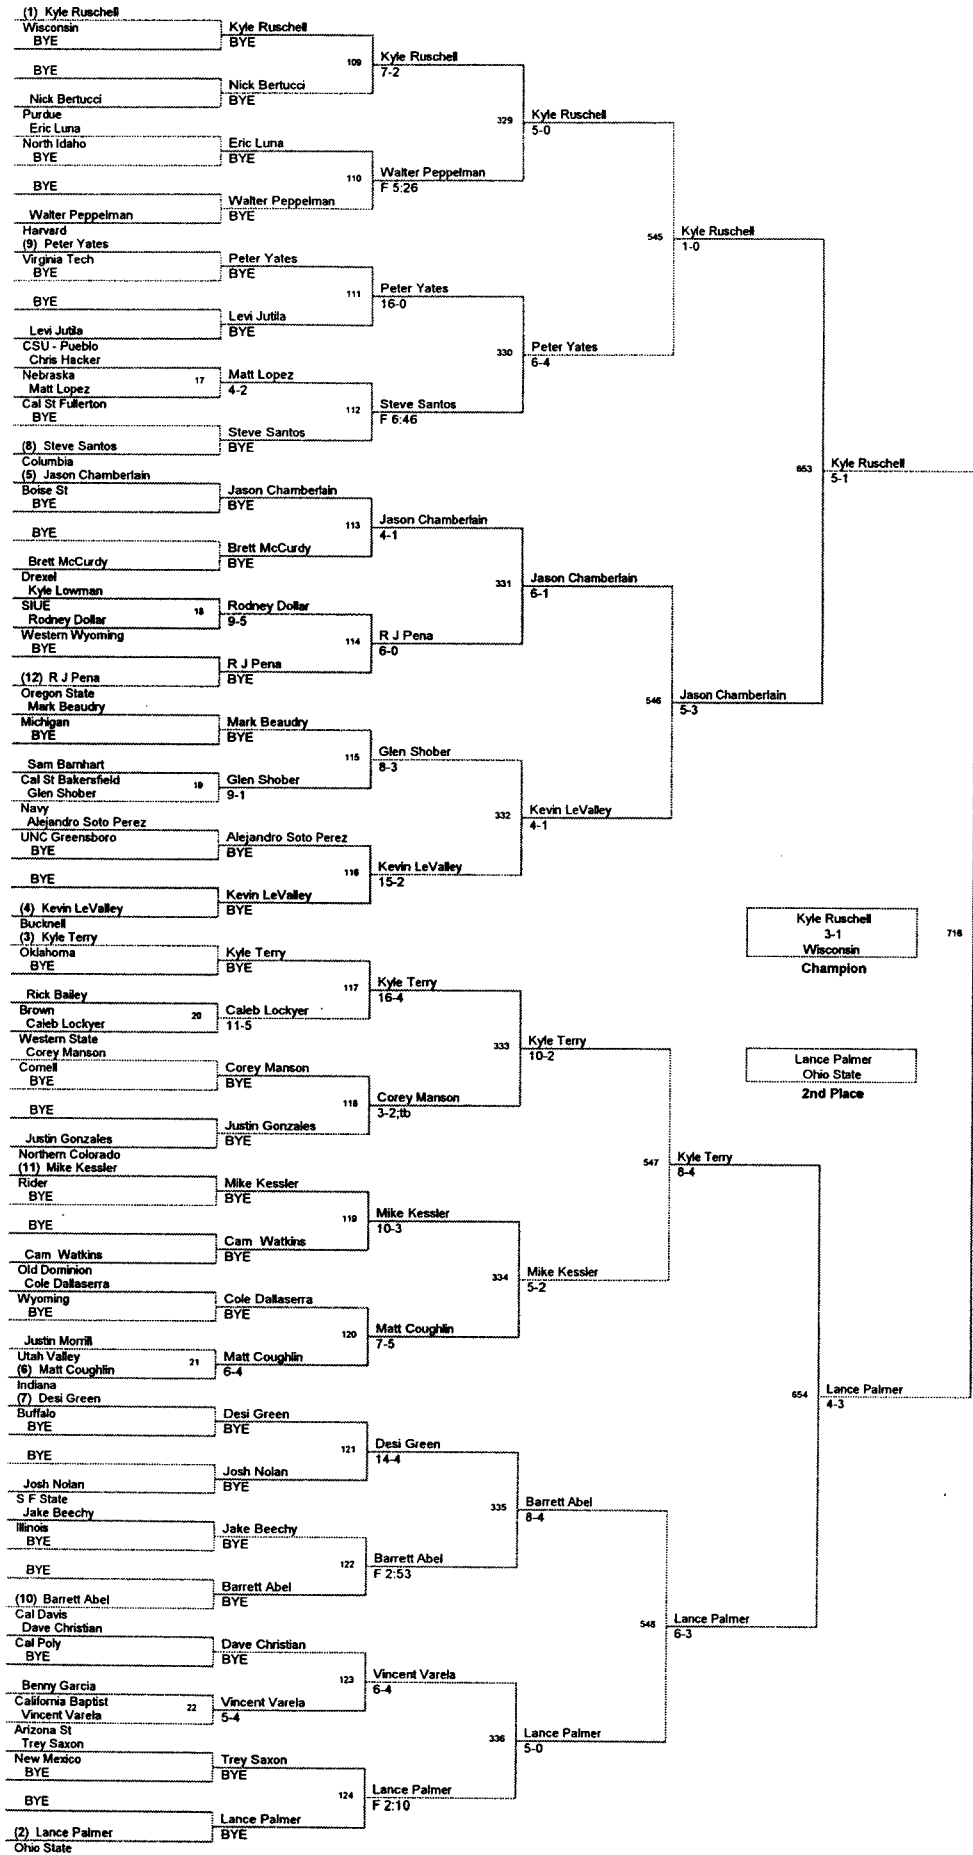 (1) Kyle Ruschell
Wisconsin
BYE
BYE
Nick Bertucci
Purdue
Eric Luna
North Idaho
BYE
BYE
Walter Peppelman
Harvard
(9) Peter Yates
Virginia Tech
BYE
BYE
Levi Jutila
CSU - Pueblo
Chris Hacker
Nebraska
17
Matt Lopez
Cal St Fullerton
BYE
(8) Steve Santos
Columbia
(5) Jason Chamberlain
Boise St
BYE
BYE
Brett McCurdy
Drexel
Kyle Lowman
SIUE
18
Rodney Dollar
Western Wyoming
BYE
(12) R J Pena
Oregon State
Mark Beaudry
Michigan
BYE
Sam Barnhart
Cal St Bakersfield
19
Glen Shober
Navy
Alejandro Soto Perez
UNC Greensboro
BYE
BYE
(4) Kevin LeValley
Bucknell
(3) Kyle Terry
Oklahoma
BYE
Rick Bailey
Brown
20
Caleb Lockyer
Western State
Corey Manson
Cornell
BYE
BYE
Justin Gonzales
Northern Colorado
(11) Mike Kessler
Rider
BYE
BYE
Cam Watkins
Old Dominion
Cole Dallaserra
Wyoming
BYE
Justin Morrill
Utah Valley
21
(6) Matt Coughlin
Indiana
(7) Desi Green
Buffalo
BYE
BYE
Josh Nolan
S F State
Jake Beechy
Illinois
BYE
BYE
(10) Barrett Abel
Cal Davis
Dave Christian
Cal Poly
BYE
Benny Garcia
California Baptist
22
Vincent Varela
Arizona St
Trey Saxon
New Mexico
BYE
BYE
(2) Lance Palmer
Ohio State
Kyle Ruschell
BYE
109
Nick Bertucci
BYE
Eric Luna
BYE
110
Walter Peppelman
BYE
Peter Yates
BYE
111
Levi Jutila
BYE
Matt Lopez
4-2
112
Steve Santos
BYE
Jason Chamberlain
BYE
113
Brett McCurdy
BYE
Rodney Dollar
9-5
114
R J Pena
BYE
Mark Beaudry
BYE
115
Glen Shober
9-1
Alejandro Soto Perez
BYE
116
Kevin LeValley
BYE
Kyle Terry
BYE
117
Caleb Lockyer
11-5
Corey Manson
BYE
118
Justin Gonzales
BYE
Mike Kessler
BYE
119
Cam Watkins
BYE
Cole Dallaserra
BYE
120
Matt Coughlin
6-4
Desi Green
BYE
121
Josh Nolan
BYE
Jake Beechy
BYE
122
Barrett Abel
BYE
Dave Christian
BYE
123
Vincent Varela
5-4
Trey Saxon
BYE
124
Lance Palmer
BYE
Kyle Ruschell
7-2
329
Walter Peppelman
F 5:26
Peter Yates
16-0
330
Steve Santos
F 6:46
Jason Chamberlain
4-1
331
R J Pena
6-0
Glen Shober
8-3
332
Kevin LeValley
15-2
Kyle Terry
16-4
333
Corey Manson
3-2;tb
Mike Kessler
10-3
334
Matt Coughlin
7-5
Desi Green
14-4
335
Barrett Abel
F 2:53
Vincent Varela
6-4
336
Lance Palmer
F 2:10
Kyle Ruschell
5-0
545
Peter Yates
6-4
Jason Chamberlain
6-1
546
Kevin LeValley
4-1
Kyle Terry
10-2
547
Mike Kessler
5-2
Barrett Abel
8-4
548
Lance Palmer
5-0
Kyle Ruschell
1-0
653
Jason Chamberlain
5-3
Kyle Terry
8-4
654
Lance Palmer
6-3
Kyle Ruschell
5-1
Kyle Ruschell
3-1
Wisconsin
Champion
716
Lance Palmer
Ohio State
2nd Place
Lance Palmer
4-3